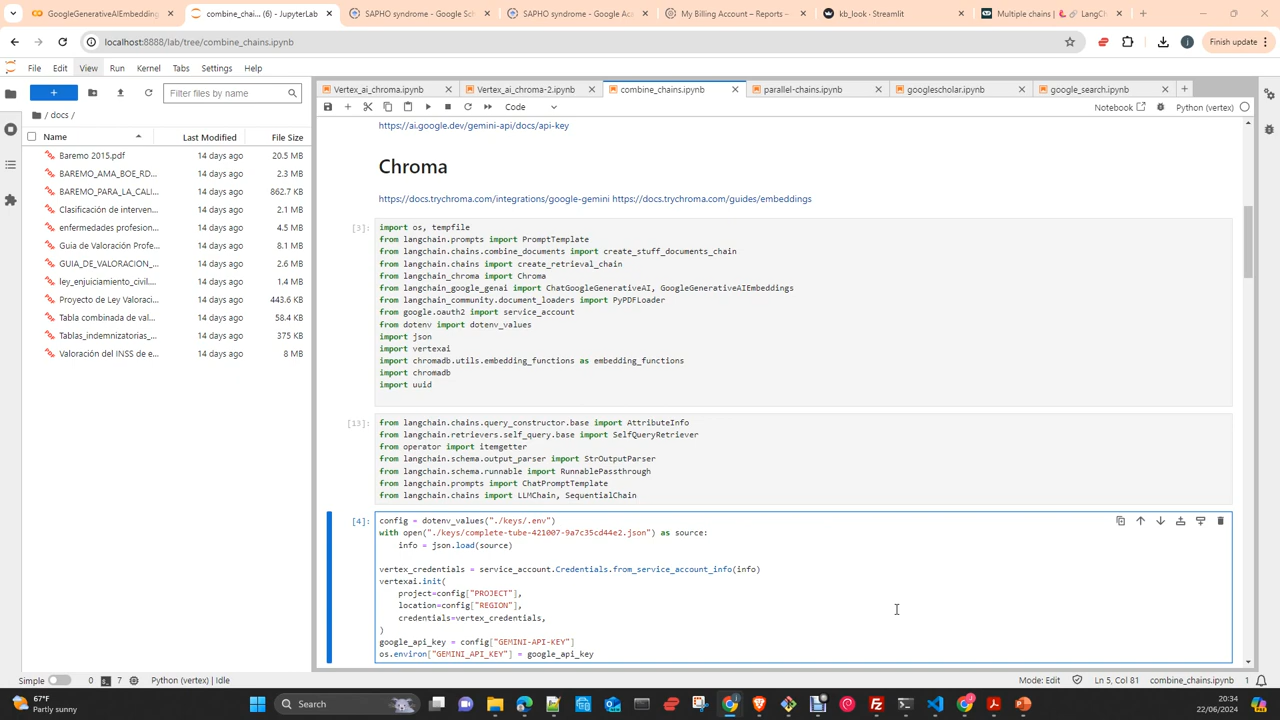 GoogleGenerativeAIEmbedding
combine_chains.ipy... (6) - JupyterLab
SAPHO syndrome - Google Sch
SAPHO syndrome - Google Aca
My Billing Account – Reports –
kb_look - Streamlit
Multiple chains | 🦜️🔗 LangCh
localhost:8888/lab/tree/combine_chains.ipynb
Finish update
File Edit View Run Kernel Tabs Settings Help
Filter files by name
/ docs /
Name Last Modified File Size
Baremo 2015.pdf 14 days ago 20.5 MB
BAREMO_AMA_BOE_RD... 14 days ago 2.3 MB
BAREMO_PARA_LA_CALI... 14 days ago 862.7 KB
Clasificación de interven... 14 days ago 2.1 MB
enfermedades profesion... 14 days ago 4.5 MB
Guia de Valoración Profe... 14 days ago 8.1 MB
GUIA_DE_VALORACION_... 14 days ago 2.6 MB
ley_enjuiciamiento_civil.... 14 days ago 1.4 MB
Proyecto de Ley Valoraci... 14 days ago 443.6 KB
Tabla combinada de val... 14 days ago 58.4 KB
Tablas_indemnizatorias_... 14 days ago 375 KB
Valoración del INSS de e... 14 days ago 8 MB
Vertex_ai_chroma.ipynb
Vertex_ai_chroma-2.ipynb
combine_chains.ipynb
parallel-chains.ipynb
googlescholar.ipynb
google_search.ipynb
Code
Notebook
Python (vertex)
https://ai.google.dev/gemini-api/docs/api-key
Chroma
https://docs.trychroma.com/integrations/google-gemini https://docs.trychroma.com/guides/embeddings
[3]:
import os, tempfile
from langchain.prompts import PromptTemplate
from langchain.chains.combine_documents import create_stuff_documents_chain
from langchain.chains import create_retrieval_chain
from langchain_chroma import Chroma
from langchain_google_genai import ChatGoogleGenerativeAI, GoogleGenerativeAIEmbeddings
from langchain_community.document_loaders import PyPDFLoader
from google.oauth2 import service_account
from dotenv import dotenv_values
import json
import vertexai
import chromadb.utils.embedding_functions as embedding_functions
import chromadb
import uuid
[13]:
from langchain.chains.query_constructor.base import AttributeInfo
from langchain.retrievers.self_query.base import SelfQueryRetriever
from operator import itemgetter
from langchain.schema.output_parser import StrOutputParser
from langchain.schema.runnable import RunnablePassthrough
from langchain.prompts import ChatPromptTemplate
from langchain.chains import LLMChain, SequentialChain
[4]:
config = dotenv_values("./keys/.env")
with open("./keys/complete-tube-421007-9a7c35cd44e2.json") as source:
    info = json.load(source)
vertex_credentials = service_account.Credentials.from_service_account_info(info)
vertexai.init(
    project=config["PROJECT"],
    location=config["REGION"],
    credentials=vertex_credentials,
)
google_api_key = config["GEMINI-API-KEY"]
os.environ["GEMINI_API_KEY"] = google_api_key
Simple 0 7 Python (vertex) | Idle
Mode: Edit Ln 5, Col 81 combine_chains.ipynb 1
67°F
Partly sunny
Search
20:34
22/06/2024